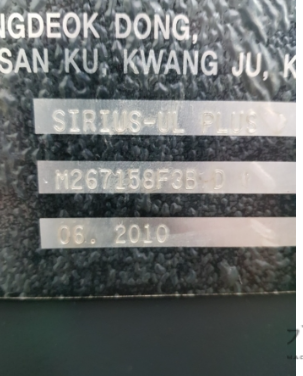 NGDEOK DONG,
SAN KU, KWANG JU, K
SIRIUS-UL PLUS
M267158F3B-D
06. 2010